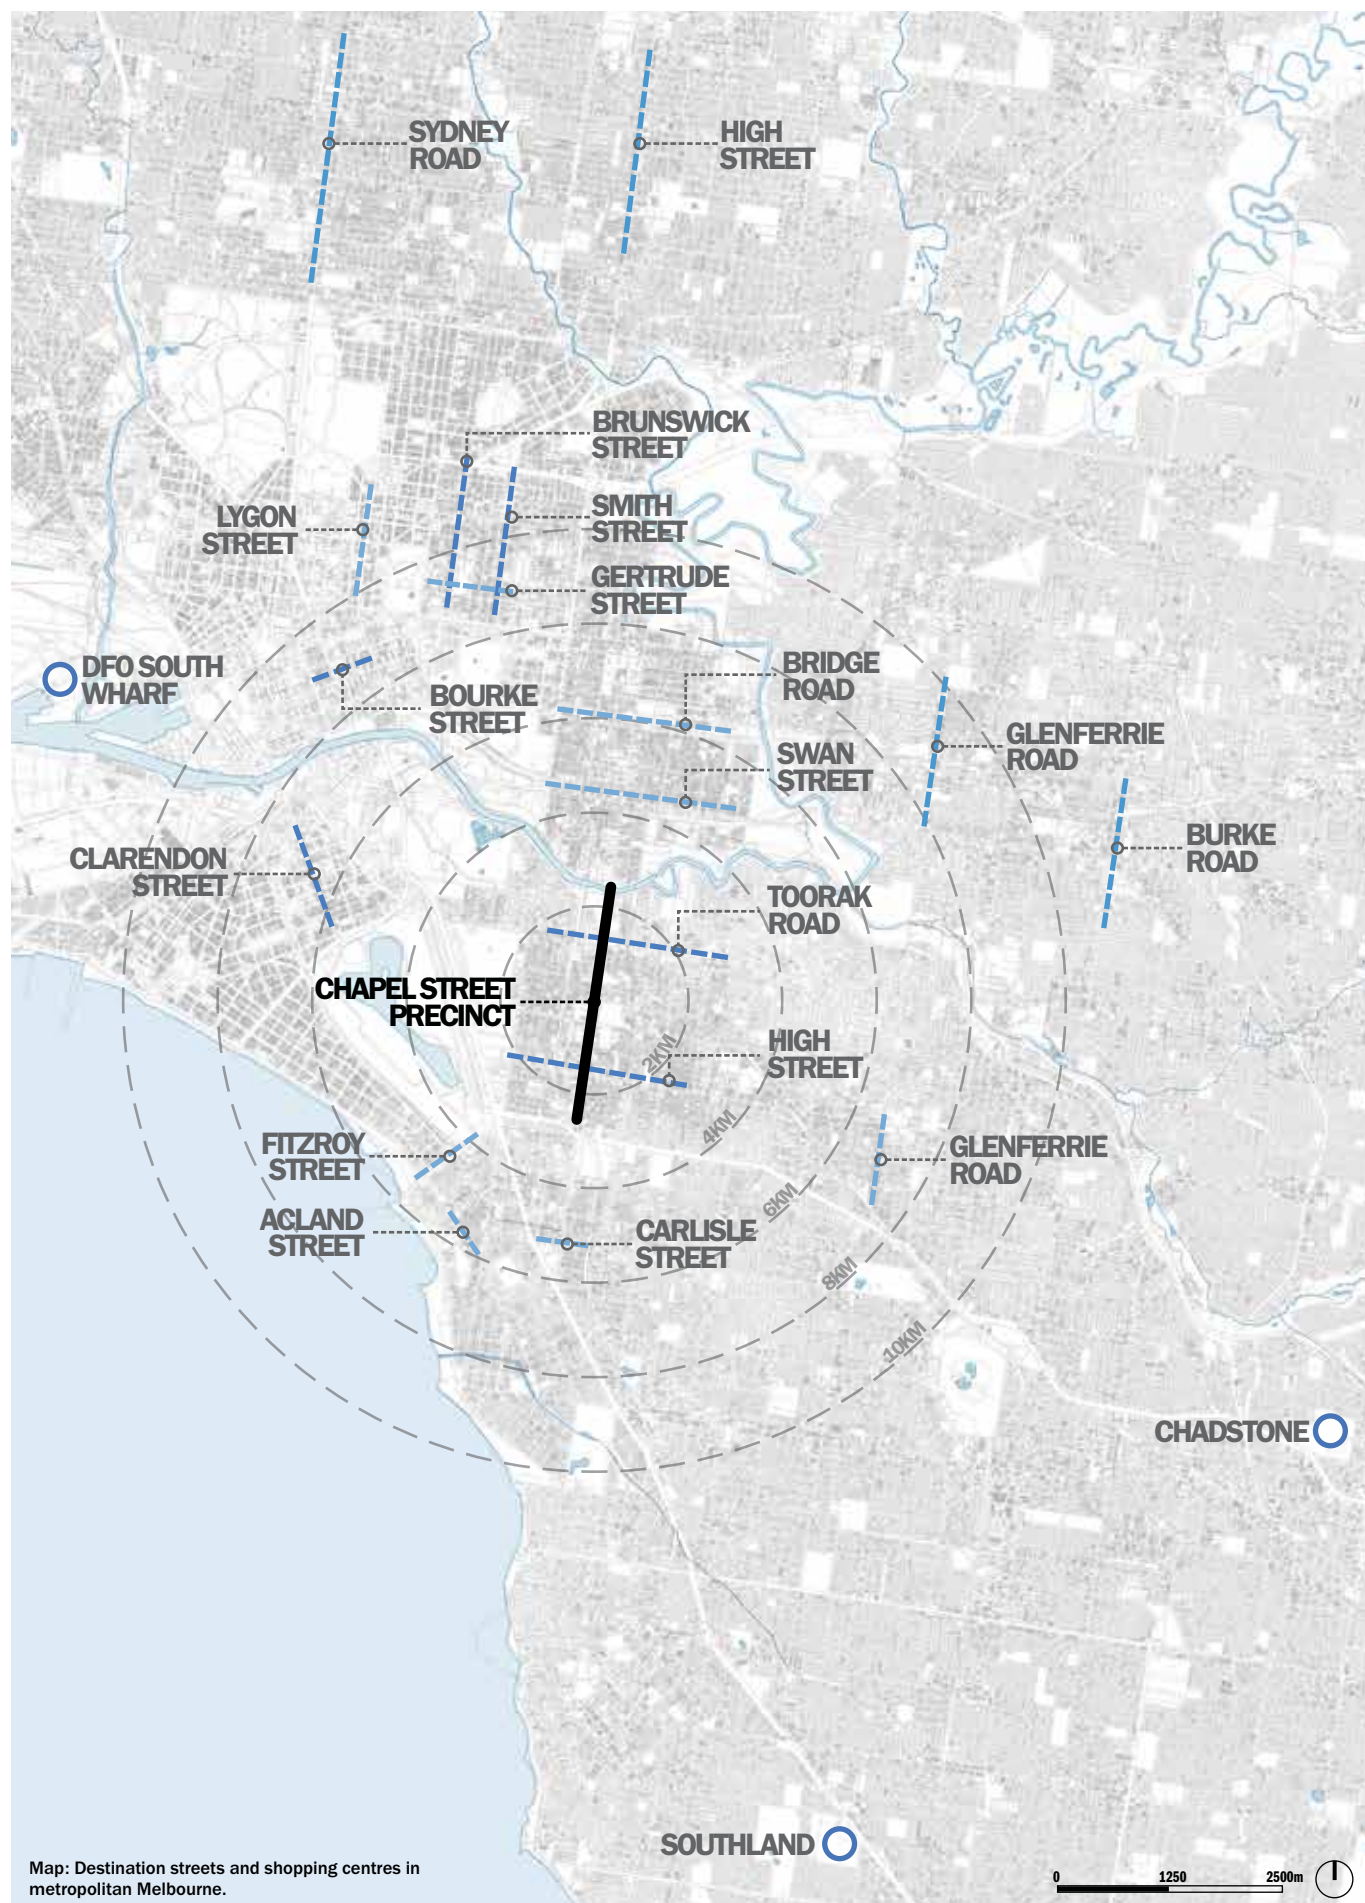 SYDNEY
ROAD
HIGH
STREET
BRUNSWICK
STREET
SMITH
STREET
LYGON
STREET
GERTRUDE
STREET
DFO SOUTH
WHARF
BOURKE
STREET
BRIDGE
ROAD
GLENFERRIE
ROAD
SWAN
STREET
BURKE
ROAD
CLARENDON
STREET
TOORAK
ROAD
CHAPEL STREET
PRECINCT
HIGH
STREET
2KM
4KM
6KM
8KM
10KM
FITZROY
STREET
GLENFERRIE
ROAD
ACLAND
STREET
CARLISLE
STREET
CHADSTONE
SOUTHLAND
Map: Destination streets and shopping centres in
metropolitan Melbourne.
0 1250 2500m